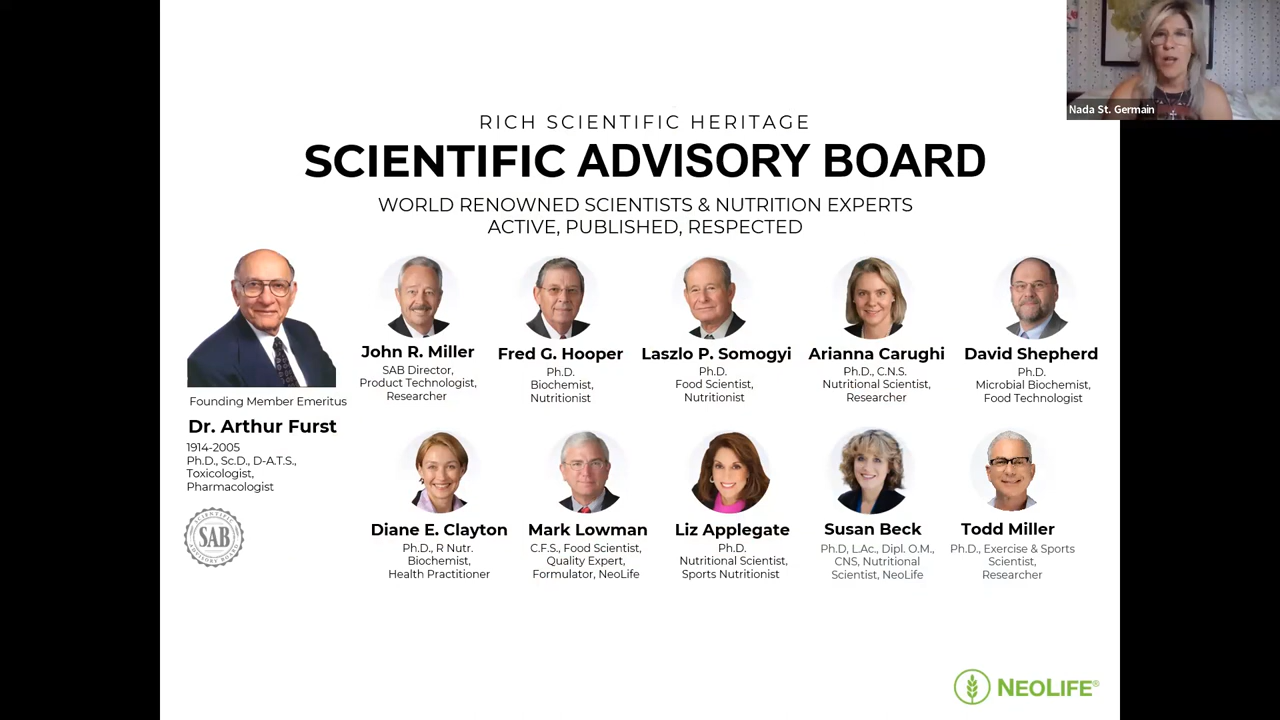 Nada St. Germain
RICH SCIENTIFIC HERITAGE
SCIENTIFIC ADVISORY BOARD
WORLD RENOWNED SCIENTISTS & NUTRITION EXPERTS
ACTIVE, PUBLISHED, RESPECTED
Founding Member Emeritus
Dr. Arthur Furst
1914-2005
Ph.D., Sc.D., D-A.T.S.,
Toxicologist,
Pharmacologist
SCIENTIFIC
SAB
ADVISORY BOARD
John R. Miller
SAB Director,
Product Technologist,
Researcher
Fred G. Hooper
Ph.D.
Biochemist,
Nutritionist
Laszlo P. Somogyi
Ph.D.
Food Scientist,
Nutritionist
Arianna Carughi
Ph.D., C.N.S.
Nutritional Scientist,
Researcher
David Shepherd
Ph.D.
Microbial Biochemist,
Food Technologist
Diane E. Clayton
Ph.D., R Nutr.
Biochemist,
Health Practitioner
Mark Lowman
C.F.S., Food Scientist,
Quality Expert,
Formulator, NeoLife
Liz Applegate
Ph.D.
Nutritional Scientist,
Sports Nutritionist
Susan Beck
Ph.D, L.Ac., Dipl. O.M.,
CNS, Nutritional
Scientist, NeoLife
Todd Miller
Ph.D., Exercise & Sports
Scientist,
Researcher
NEOLIFE®